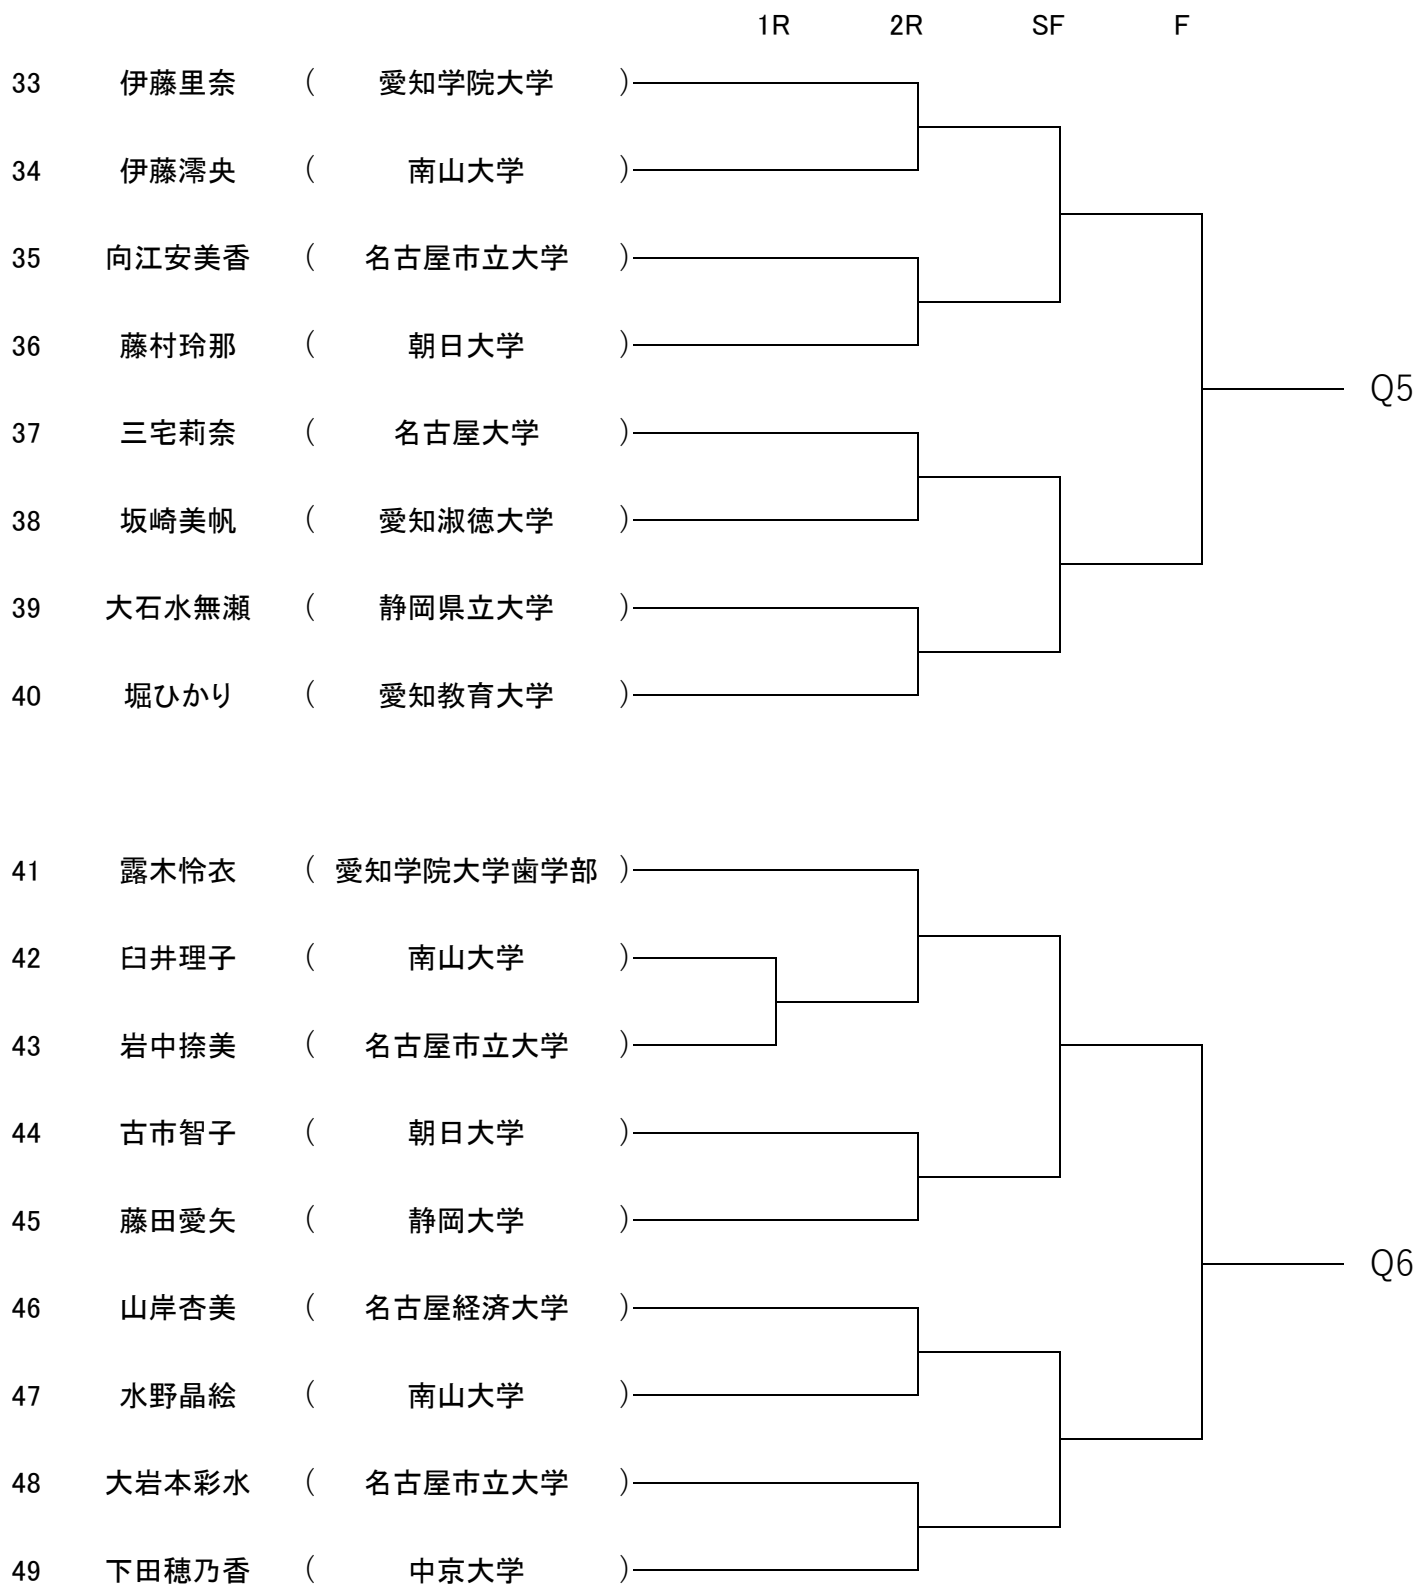 1R 2R SF F
33 伊藤里奈 ( 愛知学院大学 )
34 伊藤澪央 ( 南山大学 )
35 向江安美香 ( 名古屋市立大学 )
36 藤村玲那 ( 朝日大学 )
Q5
37 三宅莉奈 ( 名古屋大学 )
38 坂崎美帆 ( 愛知淑徳大学 )
39 大石水無瀬 ( 静岡県立大学 )
40 堀ひかり ( 愛知教育大学 )
41 露木怜衣 ( 愛知学院大学歯学部 )
42 臼井理子 ( 南山大学 )
43 岩中捺美 ( 名古屋市立大学 )
44 古市智子 ( 朝日大学 )
45 藤田愛矢 ( 静岡大学 )
Q6
46 山岸杏美 ( 名古屋経済大学 )
47 水野晶絵 ( 南山大学 )
48 大岩本彩水 ( 名古屋市立大学 )
49 下田穂乃香 ( 中京大学 )